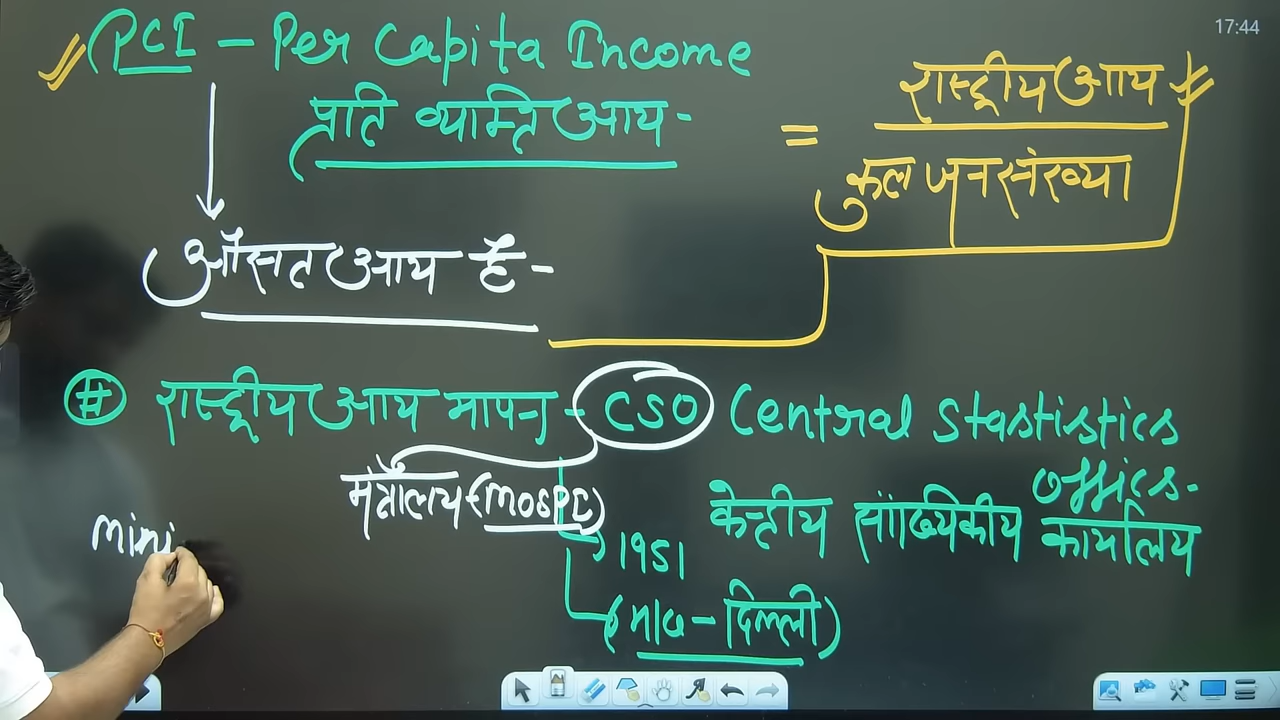 17:44
PCI - Per Capita Income
प्रति व्यक्ति आय -
= राष्ट्रीय आय
कुल जनसंख्या
औसत आय है -
# राष्ट्रीय आय मापन - CSO Central Stastistics
offics.
मंत्रालय (MOSPI)
केन्द्रीय सांख्यिकीय कार्यालय
1951
(मु॰ - दिल्ली)
mini